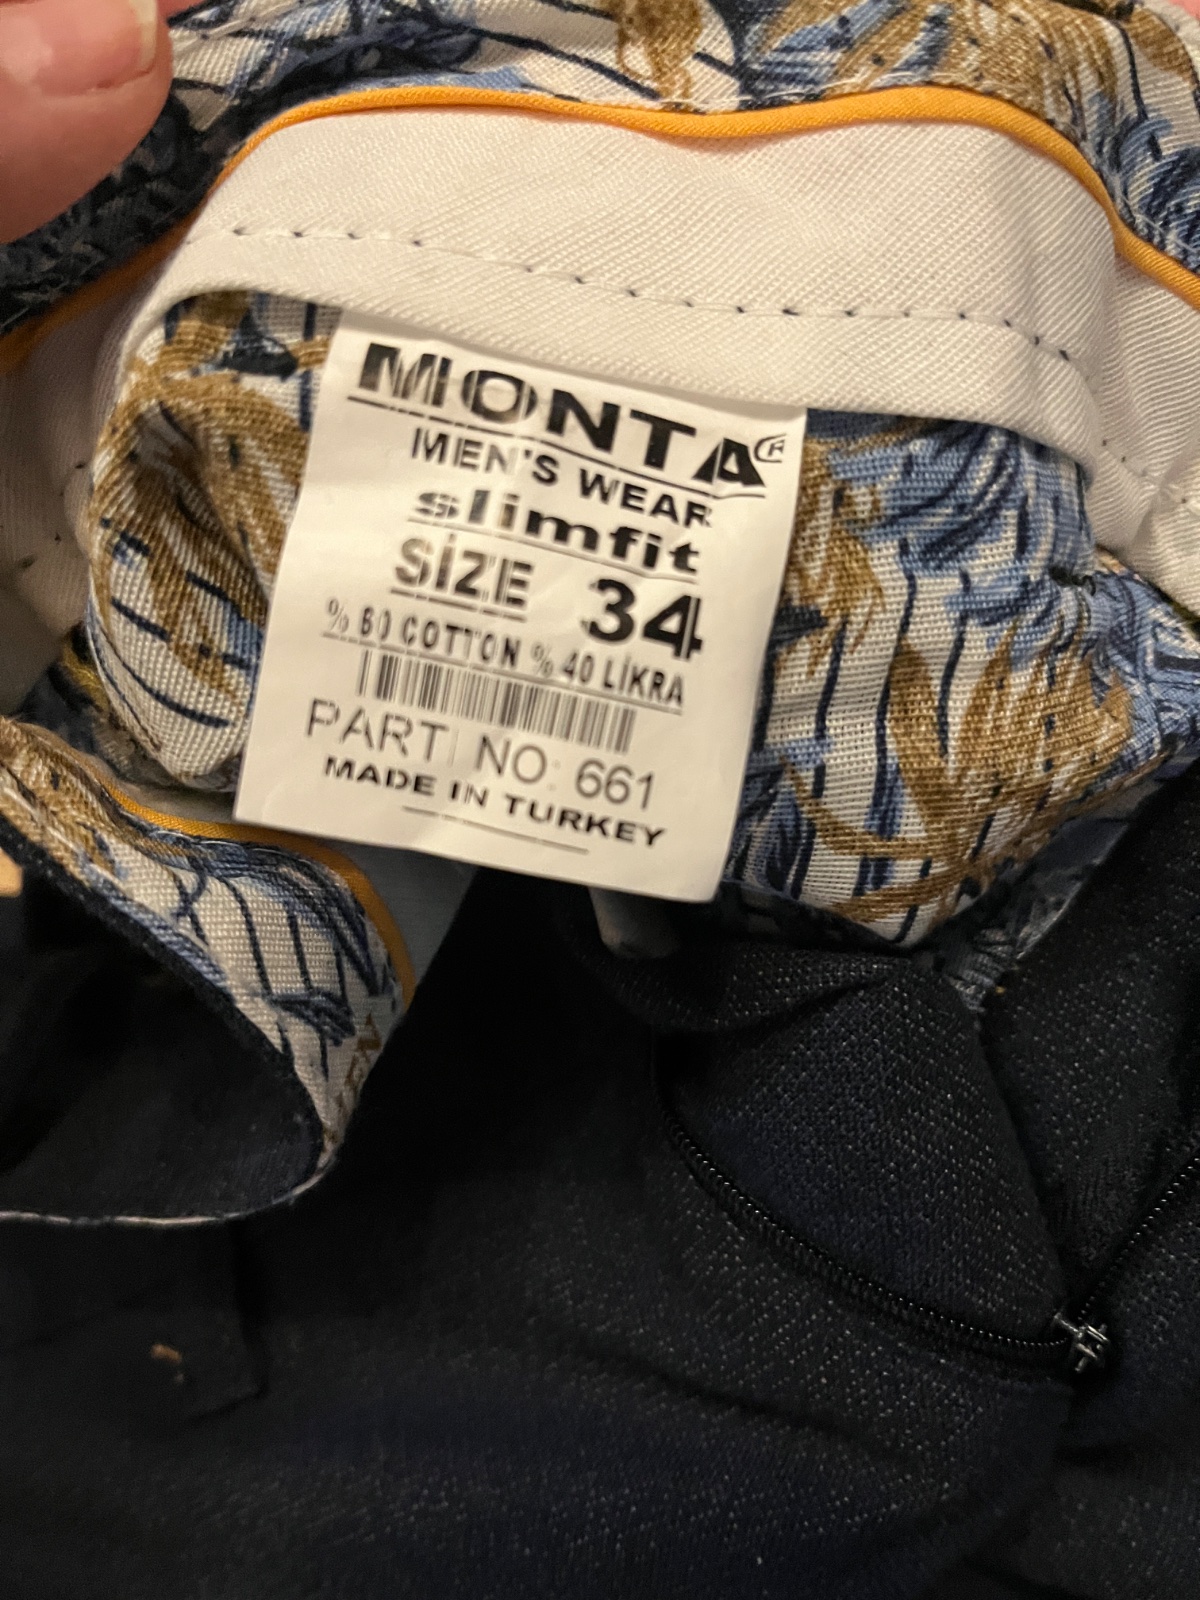 MONTA®
MEN'S WEAR
slimfit
SİZE 34
% 60 COTTON % 40 LİKRA
PART NO: 661
MADE IN TURKEY